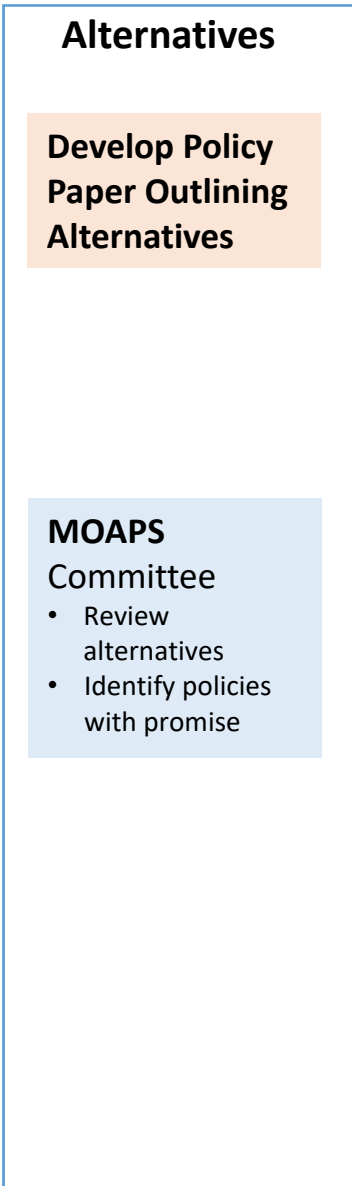 Alternatives
Develop Policy
Paper Outlining
Alternatives
MOAPS
Committee
• Review
alternatives
• Identify policies
with promise